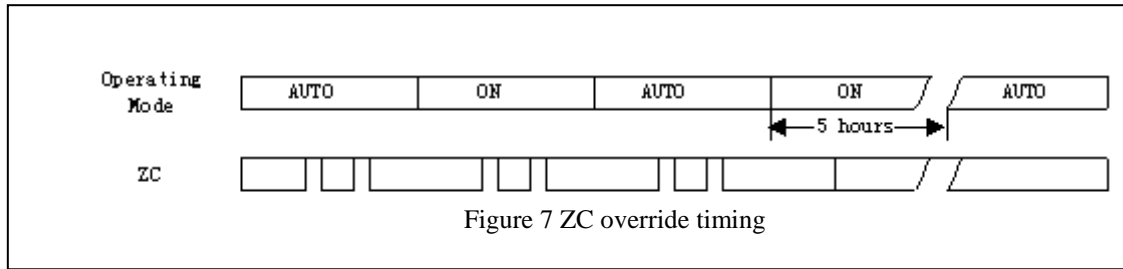 Operating
Mode
AUTO ON AUTO ON AUTO
5 hours
ZC
Figure 7 ZC override timing